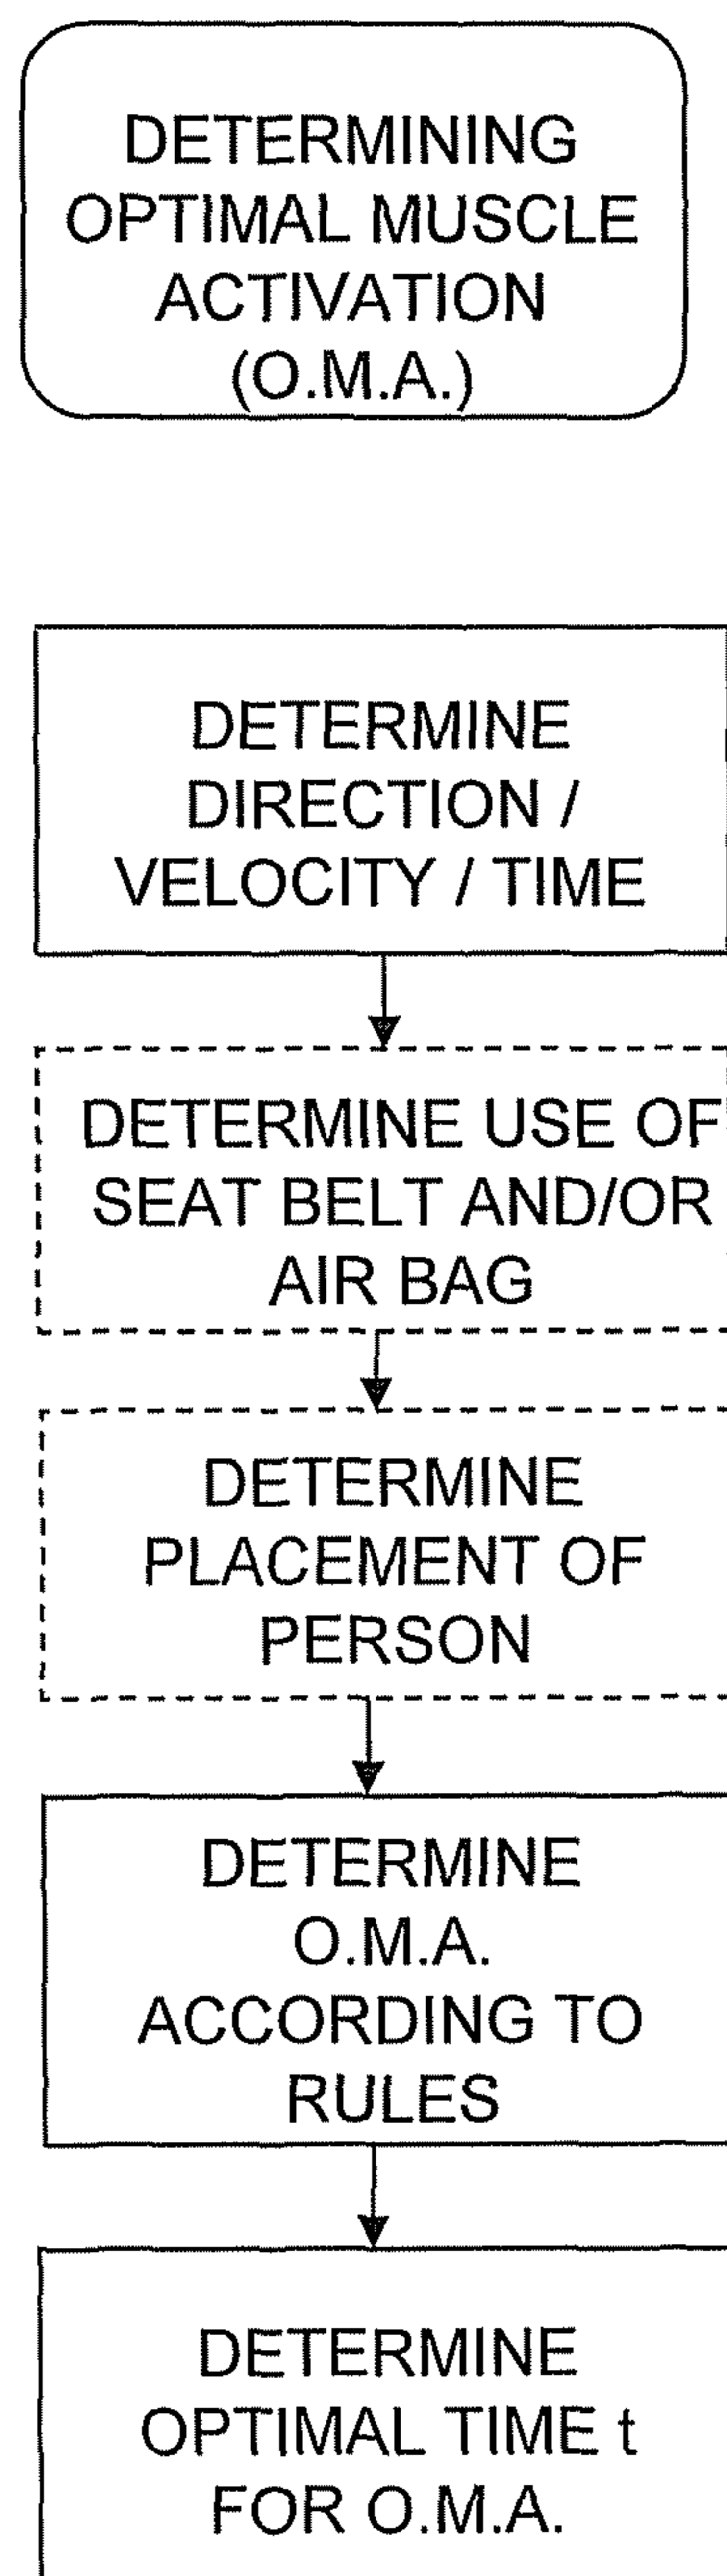 DETERMINING
OPTIMAL MUSCLE
ACTIVATION
(O.M.A.)
DETERMINE
DIRECTION /
VELOCITY / TIME
DETERMINE USE OF
SEAT BELT AND/OR
AIR BAG
DETERMINE
PLACEMENT OF
PERSON
DETERMINE
O.M.A.
ACCORDING TO
RULES
DETERMINE
OPTIMAL TIME t
FOR O.M.A.